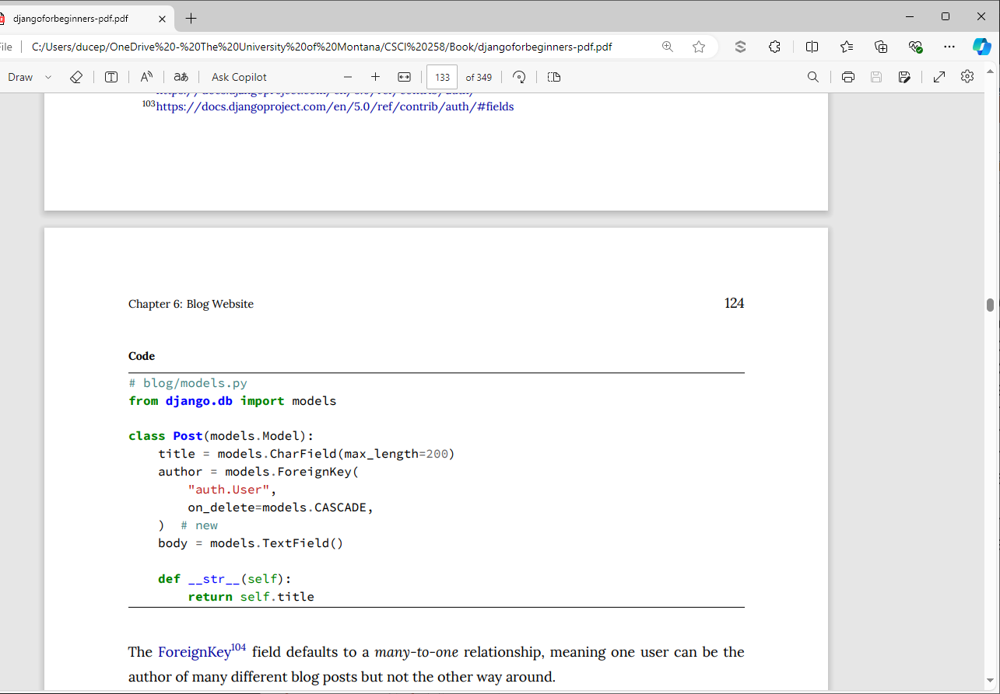 djangoforbeginners-pdf.pdf
File C:/Users/ducep/OneDrive%20-%20The%20University%20of%20Montana/CSCI%20258/Book/djangoforbeginners-pdf.pdf
Draw Ask Copilot 133 of 349
103https://docs.djangoproject.com/en/5.0/ref/contrib/auth/#fields
Chapter 6: Blog Website 124
Code
# blog/models.py
from django.db import models
class Post(models.Model):
title = models.CharField(max_length=200)
author = models.ForeignKey(
"auth.User",
on_delete=models.CASCADE,
) # new
body = models.TextField()
def __str__(self):
return self.title
The ForeignKey104 field defaults to a many-to-one relationship, meaning one user can be the
author of many different blog posts but not the other way around.